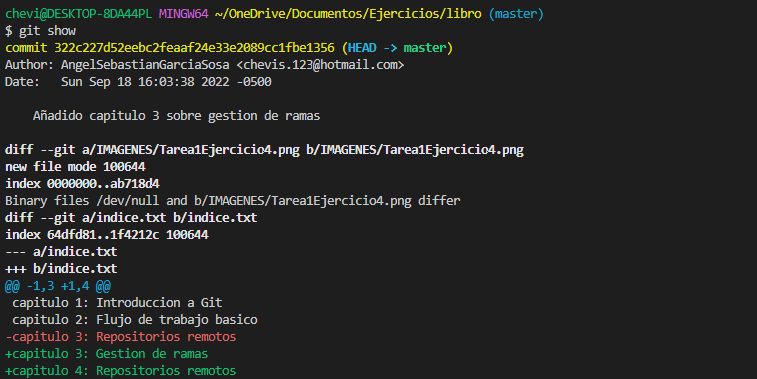 chevi@DESKTOP-8DA44PL MINGW64 ~/OneDrive/Documentos/Ejercicios/libro (master)
$ git show
commit 322c227d52eebc2feaaf24e33e2089cc1fbe1356 (HEAD -> master)
Author: AngelSebastianGarciaSosa <chevis.123@hotmail.com>
Date:   Sun Sep 18 16:03:38 2022 -0500

    Añadido capitulo 3 sobre gestion de ramas

diff --git a/IMAGENES/Tarea1Ejercicio4.png b/IMAGENES/Tarea1Ejercicio4.png
new file mode 100644
index 0000000..ab718d4
Binary files /dev/null and b/IMAGENES/Tarea1Ejercicio4.png differ
diff --git a/indice.txt b/indice.txt
index 64dfd81..1f4212c 100644
--- a/indice.txt
+++ b/indice.txt
@@ -1,3 +1,4 @@
 capitulo 1: Introduccion a Git
 capitulo 2: Flujo de trabajo basico
-capitulo 3: Repositorios remotos
+capitulo 3: Gestion de ramas
+capitulo 4: Repositorios remotos